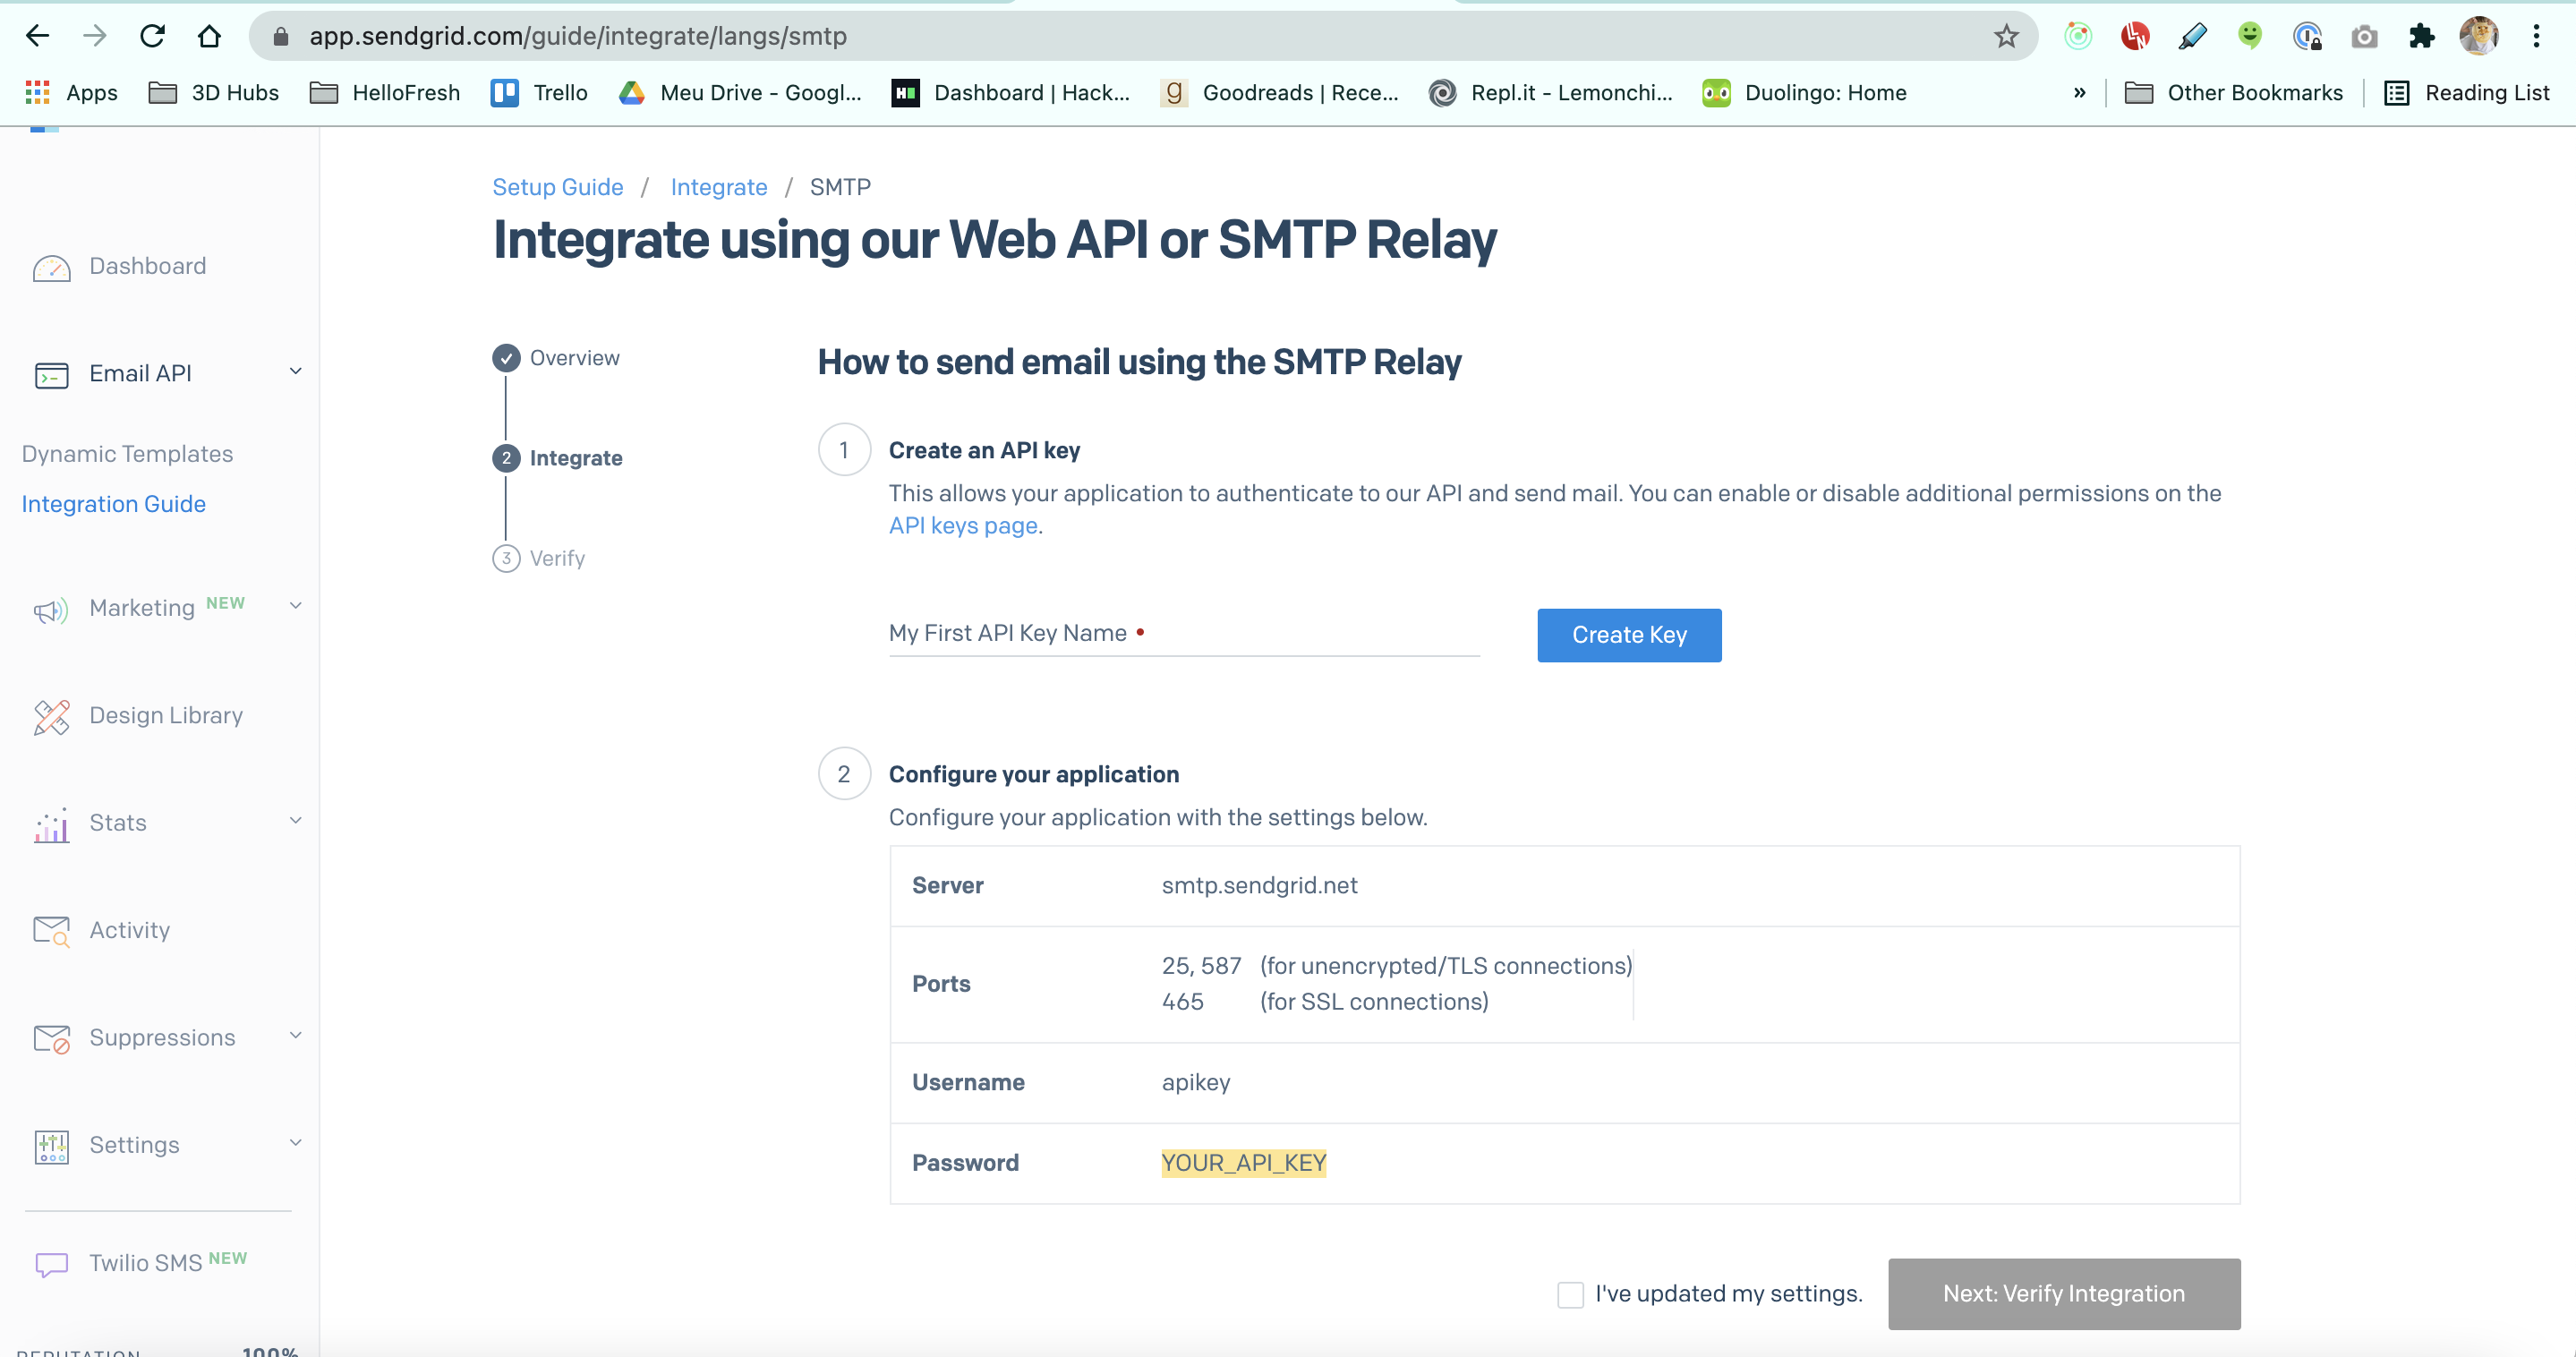 app.sendgrid.com/guide/integrate/langs/smtp
Apps 3D Hubs HelloFresh Trello Meu Drive - Googl... Dashboard | Hack... Goodreads | Rece... Repl.it - Lemonchi... Duolingo: Home » Other Bookmarks Reading List
Dashboard
Email API
Dynamic Templates
Integration Guide
Marketing NEW
Design Library
Stats
Activity
Suppressions
Settings
Twilio SMS NEW
REPUTATION 100%
Setup Guide / Integrate / SMTP
Integrate using our Web API or SMTP Relay
Overview
2 Integrate
3 Verify
How to send email using the SMTP Relay
1 Create an API key
This allows your application to authenticate to our API and send mail. You can enable or disable additional permissions on the
API keys page.
My First API Key Name •
Create Key
2 Configure your application
Configure your application with the settings below.
Server smtp.sendgrid.net
Ports 25, 587 (for unencrypted/TLS connections)
465 (for SSL connections)
Username apikey
Password YOUR_API_KEY
I've updated my settings. Next: Verify Integration